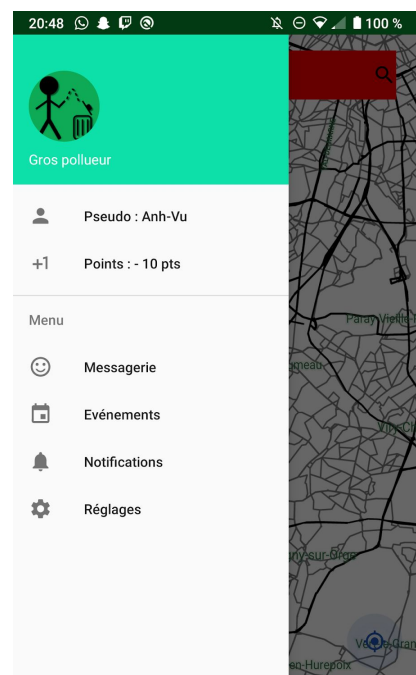 20:48
100 %
Gros pollueur
Pseudo : Anh-Vu
+1
Points : - 10 pts
Menu
Messagerie
Evénements
Notifications
Réglages
Paray-Vieille-